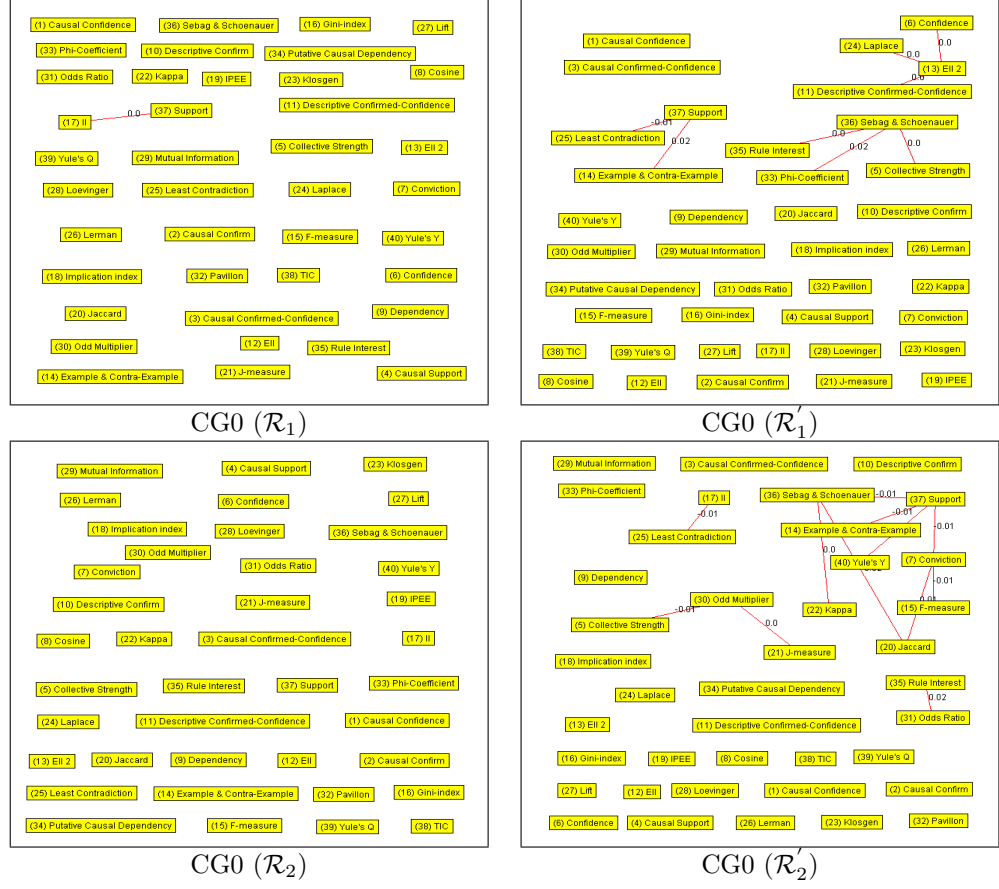 (1) Causal Confidence (36) Sebag & Schoenauer (16) Gini-index (27) Lift
(33) Phi-Coefficient (10) Descriptive Confirm (34) Putative Causal Dependency
(31) Odds Ratio (22) Kappa (19) IPEE (23) Klosgen (8) Cosine
(11) Descriptive Confirmed-Confidence
(37) Support
0.0
(17) II
(5) Collective Strength (13) EII 2
(39) Yule's Q (29) Mutual Information
(28) Loevinger (25) Least Contradiction (24) Laplace (7) Conviction
(26) Lerman (2) Causal Confirm (15) F-measure (40) Yule's Y
(18) Implication index (32) Pavillon (38) TIC (6) Confidence
(20) Jaccard (3) Causal Confirmed-Confidence (9) Dependency
(30) Odd Multiplier (12) EII (35) Rule Interest
(14) Example & Contra-Example (21) J-measure (4) Causal Support
CG0 (R1)
(6) Confidence
(1) Causal Confidence (24) Laplace 0.0
(3) Causal Confirmed-Confidence (13) EII 2
0.0
(11) Descriptive Confirmed-Confidence
(37) Support (36) Sebag & Schoenauer
-0.01
(25) Least Contradiction 0.02 0.0 0.02 0.0
(35) Rule Interest
(14) Example & Contra-Example (33) Phi-Coefficient (5) Collective Strength
(40) Yule's Y (9) Dependency (20) Jaccard (10) Descriptive Confirm
(30) Odd Multiplier (29) Mutual Information (18) Implication index (26) Lerman
(34) Putative Causal Dependency (31) Odds Ratio (32) Pavillon (22) Kappa
(15) F-measure (16) Gini-index (4) Causal Support (7) Conviction
(38) TIC (39) Yule's Q (27) Lift (17) II (28) Loevinger (23) Klosgen
(8) Cosine (12) EII (2) Causal Confirm (21) J-measure (19) IPEE
CG0 (R1')
(29) Mutual Information (4) Causal Support (23) Klosgen
(26) Lerman (6) Confidence (27) Lift
(18) Implication index (28) Loevinger (36) Sebag & Schoenauer
(30) Odd Multiplier
(7) Conviction (31) Odds Ratio (40) Yule's Y
(10) Descriptive Confirm (21) J-measure (19) IPEE
(8) Cosine (22) Kappa (3) Causal Confirmed-Confidence (17) II
(5) Collective Strength (35) Rule Interest (37) Support (33) Phi-Coefficient
(24) Laplace (11) Descriptive Confirmed-Confidence (1) Causal Confidence
(13) EII 2 (20) Jaccard (9) Dependency (12) EII (2) Causal Confirm
(25) Least Contradiction (14) Example & Contra-Example (32) Pavillon (16) Gini-index
(34) Putative Causal Dependency (15) F-measure (39) Yule's Q (38) TIC
CG0 (R2)
(29) Mutual Information (3) Causal Confirmed-Confidence (10) Descriptive Confirm
(33) Phi-Coefficient (17) II (36) Sebag & Schoenauer -0.01 (37) Support
-0.01 -0.01
(25) Least Contradiction (14) Example & Contra-Example -0.01
0.0
(40) Yule's Y (7) Conviction
(9) Dependency -0.01
(30) Odd Multiplier
-0.01 (22) Kappa (15) F-measure
(5) Collective Strength 0.0
(21) J-measure (20) Jaccard
(18) Implication index
(24) Laplace (34) Putative Causal Dependency (35) Rule Interest
0.02
(13) EII 2 (11) Descriptive Confirmed-Confidence (31) Odds Ratio
(16) Gini-index (19) IPEE (8) Cosine (38) TIC (39) Yule's Q
(27) Lift (12) EII (28) Loevinger (1) Causal Confidence (2) Causal Confirm
(6) Confidence (4) Causal Support (26) Lerman (23) Klosgen (32) Pavillon
CG0 (R2')